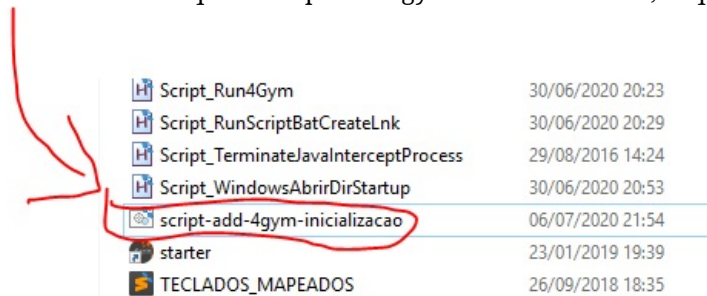 Script_Run4Gym 30/06/2020 20:23
Script_RunScriptBatCreateLnk 30/06/2020 20:29
Script_TerminateJavaInterceptProcess 29/08/2016 14:24
Script_WindowsAbrirDirStartup 30/06/2020 20:53
script-add-4gym-inicializacao 06/07/2020 21:54
starter 23/01/2019 19:39
TECLADOS_MAPEADOS 26/09/2018 18:35